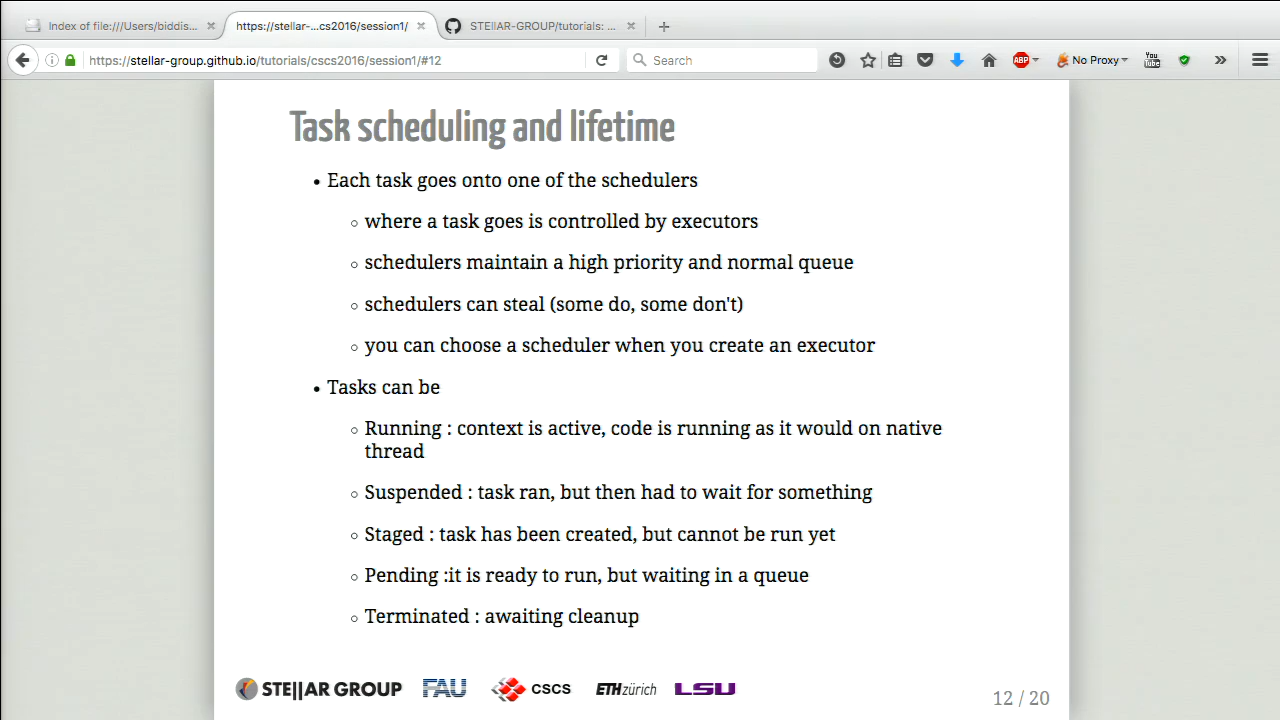 Index of file:///Users/biddis...
https://stellar-...cs2016/session1/
STEllAR-GROUP/tutorials: ...
https://stellar-group.github.io/tutorials/cscs2016/session1/#12
Search
ABP
No Proxy
You Tube
Task scheduling and lifetime
• Each task goes onto one of the schedulers
◦ where a task goes is controlled by executors
◦ schedulers maintain a high priority and normal queue
◦ schedulers can steal (some do, some don't)
◦ you can choose a scheduler when you create an executor
• Tasks can be
◦ Running : context is active, code is running as it would on native
thread
◦ Suspended : task ran, but then had to wait for something
◦ Staged : task has been created, but cannot be run yet
◦ Pending :it is ready to run, but waiting in a queue
◦ Terminated : awaiting cleanup
STE||AR GROUP
FAU
CSCS
ETHzürich
LSU
12 / 20